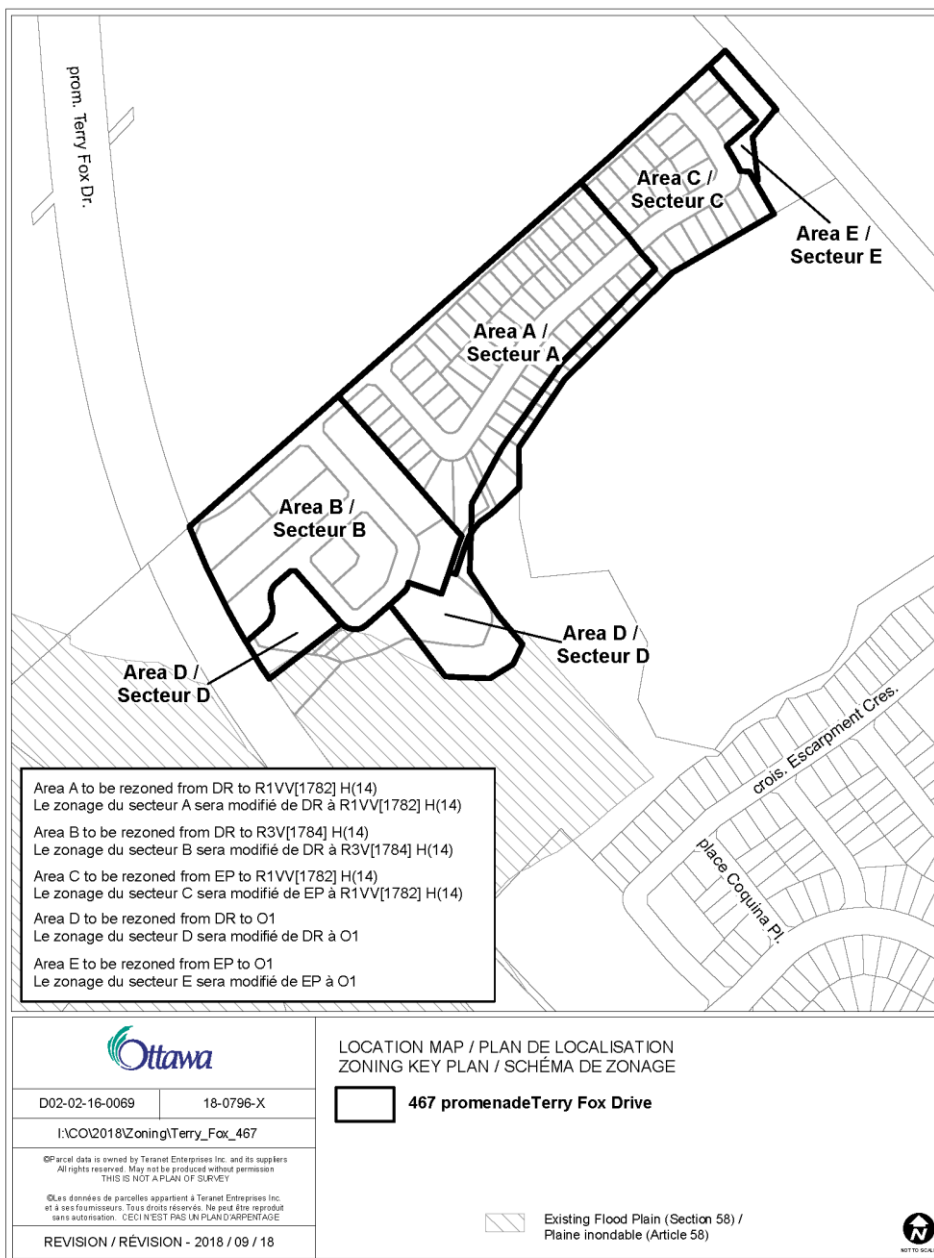 prom. Terry Fox Dr.
Area C /
Secteur C
Area E /
Secteur E
Area A /
Secteur A
Area B /
Secteur B
Area D /
Secteur D
Area D /
Secteur D
crois. Escarpment Cres.
place Coquina Pl.
Area A to be rezoned from DR to R1VV[1782] H(14)
Le zonage du secteur A sera modifié de DR à R1VV[1782] H(14)
Area B to be rezoned from DR to R3V[1784] H(14)
Le zonage du secteur B sera modifié de DR à R3V[1784] H(14)
Area C to be rezoned from EP to R1VV[1782] H(14)
Le zonage du secteur C sera modifié de EP à R1VV[1782] H(14)
Area D to be rezoned from DR to O1
Le zonage du secteur D sera modifié de DR à O1
Area E to be rezoned from EP to O1
Le zonage du secteur E sera modifié de EP à O1
Ottawa
D02-02-16-0069 18-0796-X
I:\CO\2018\Zoning\Terry_Fox_467
©Parcel data is owned by Teranet Enterprises Inc. and its suppliers
All rights reserved. May not be produced without permission
THIS IS NOT A PLAN OF SURVEY
©Les données de parcelles appartient à Teranet Entreprises Inc.
et à ses fournisseurs. Tous droits réservés. Ne peut être reproduit
sans autorisation. CECI N'EST PAS UN PLAN D'ARPENTAGE
REVISION / RÉVISION - 2018 / 09 / 18
LOCATION MAP / PLAN DE LOCALISATION
ZONING KEY PLAN / SCHÉMA DE ZONAGE
467 promenadeTerry Fox Drive
Existing Flood Plain (Section 58) /
Plaine inondable (Article 58)
N
NOT TO SCALE